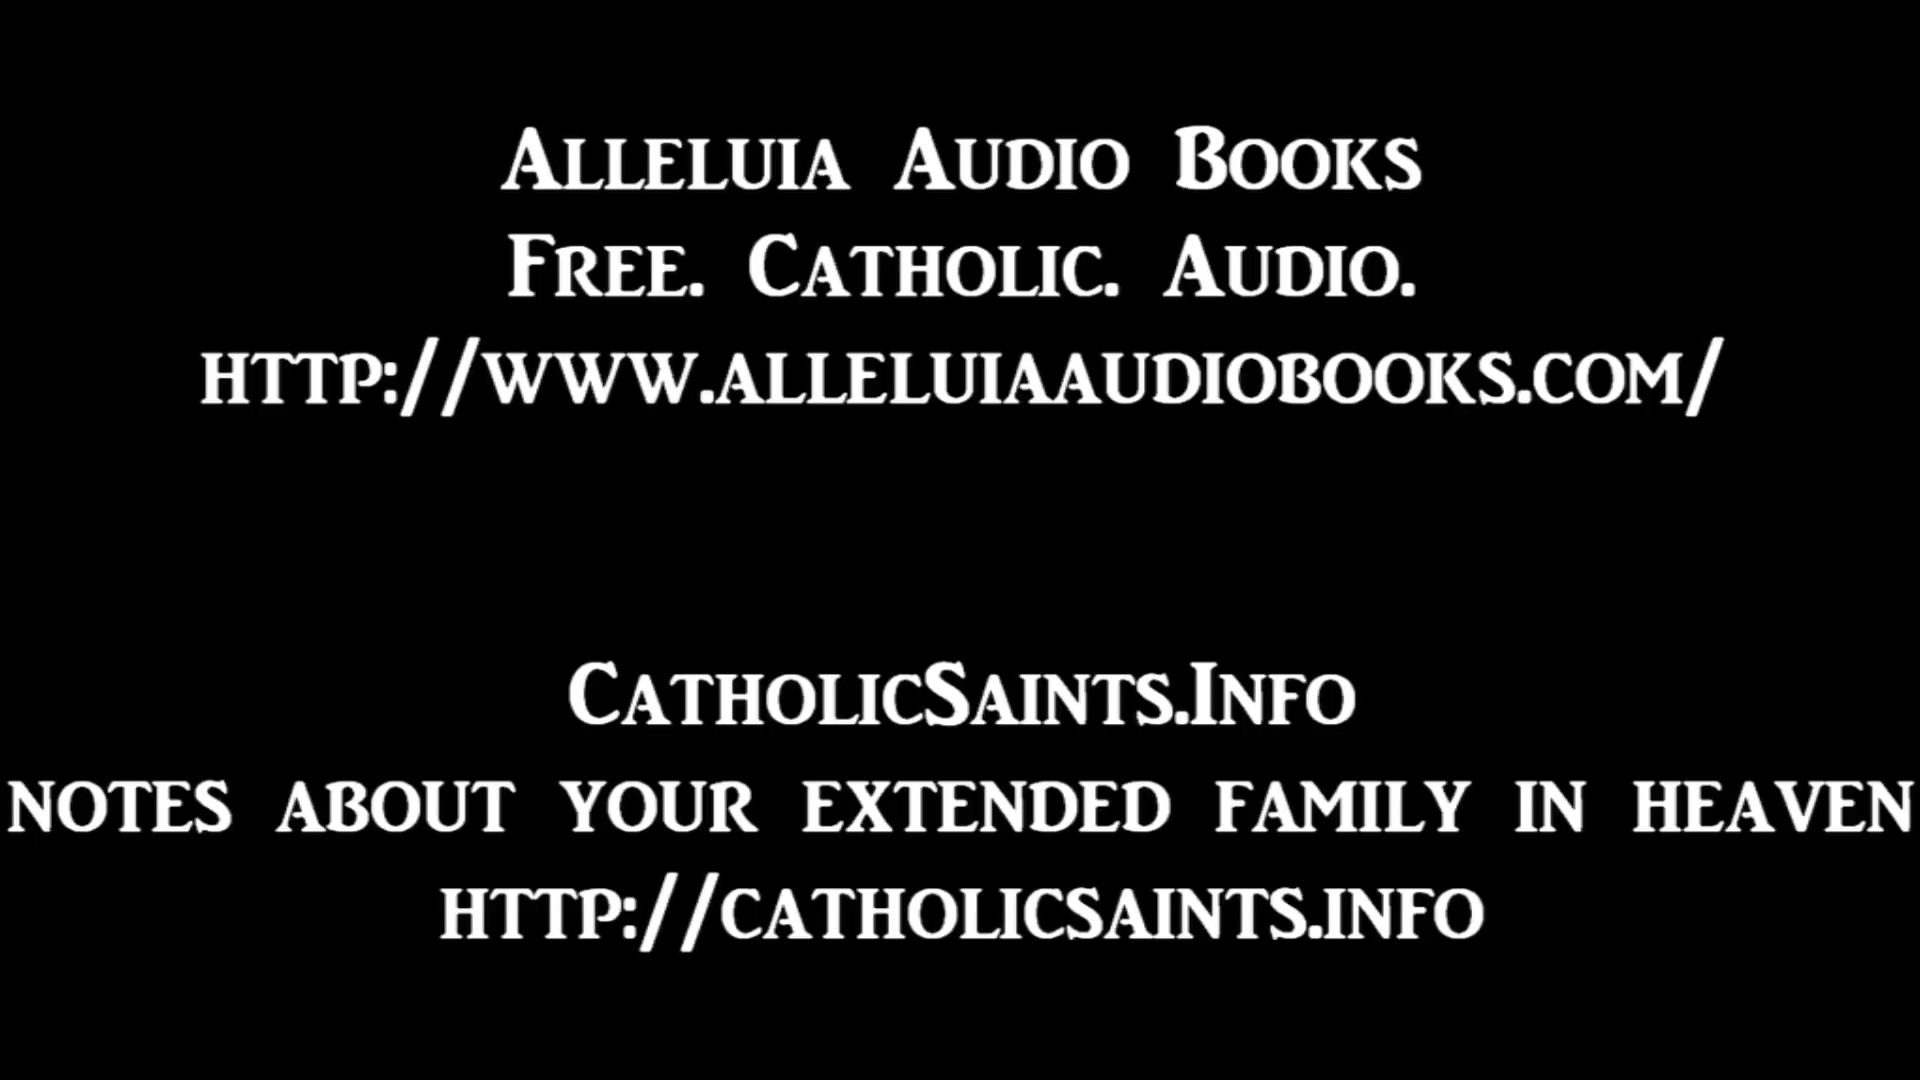 Alleluia Audio Books
Free. Catholic. Audio.
http://www.alleluiaaudiobooks.com/
CatholicSaints.Info
notes about your extended family in heaven
http://catholicsaints.info